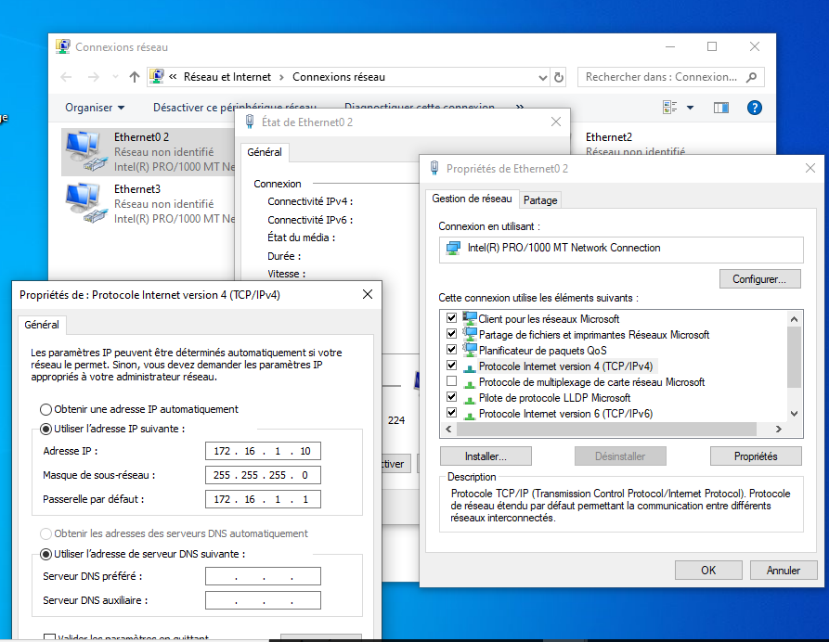 ge
Connexions réseau
« Réseau et Internet > Connexions réseau
Rechercher dans : Connexion...
Organiser
Désactiver ce périphérique réseau
Diagnostiquer cette connexion
»
Ethernet0 2
Réseau non identifié
Intel(R) PRO/1000 MT Ne
Ethernet3
Réseau non identifié
Intel(R) PRO/1000 MT Ne
Ethernet2
Réseau non identifié
État de Ethernet0 2
Général
Connexion
Connectivité IPv4 :
Connectivité IPv6 :
État du média :
Durée :
Vitesse :
224
ctiver
Propriétés de Ethernet0 2
Gestion de réseau
Partage
Connexion en utilisant :
Intel(R) PRO/1000 MT Network Connection
Configurer...
Cette connexion utilise les éléments suivants :
Client pour les réseaux Microsoft
Partage de fichiers et imprimantes Réseaux Microsoft
Planificateur de paquets QoS
Protocole Internet version 4 (TCP/IPv4)
Protocole de multiplexage de carte réseau Microsoft
Pilote de protocole LLDP Microsoft
Protocole Internet version 6 (TCP/IPv6)
Installer...
Désinstaller
Propriétés
Description
Protocole TCP/IP (Transmission Control Protocol/Internet Protocol). Protocole
de réseau étendu par défaut permettant la communication entre différents
réseaux interconnectés.
OK
Annuler
Propriétés de : Protocole Internet version 4 (TCP/IPv4)
Général
Les paramètres IP peuvent être déterminés automatiquement si votre
réseau le permet. Sinon, vous devez demander les paramètres IP
appropriés à votre administrateur réseau.
Obtenir une adresse IP automatiquement
Utiliser l'adresse IP suivante :
Adresse IP : 172 . 16 . 1 . 10
Masque de sous-réseau : 255 . 255 . 255 . 0
Passerelle par défaut : 172 . 16 . 1 . 1
Obtenir les adresses des serveurs DNS automatiquement
Utiliser l'adresse de serveur DNS suivante :
Serveur DNS préféré : . . .
Serveur DNS auxiliaire : . . .
Valider les paramètres en quittant